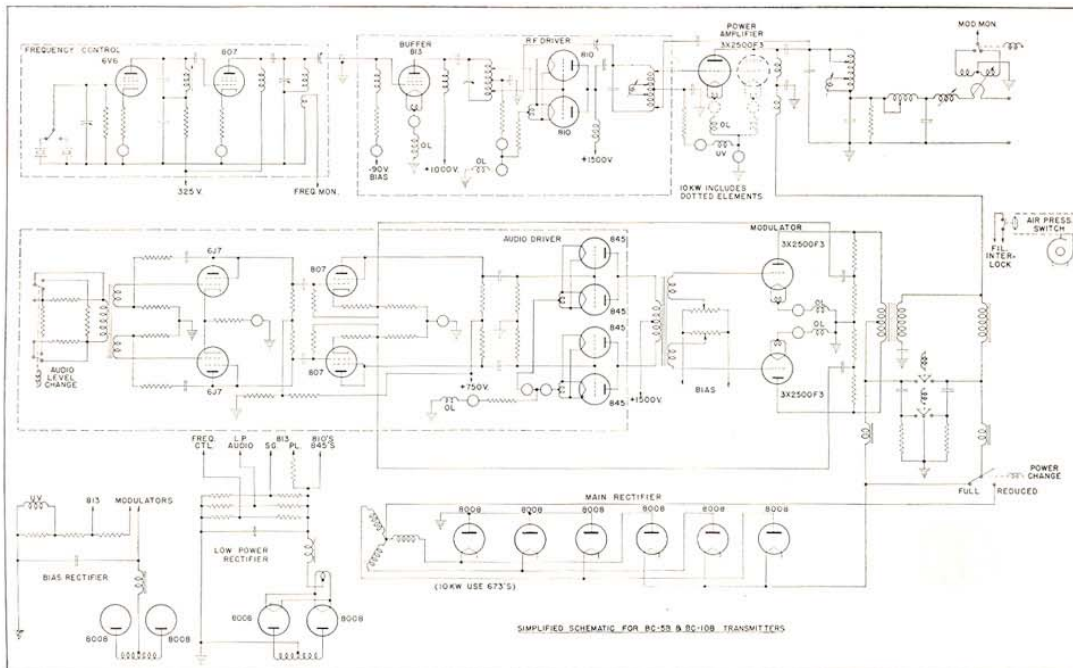 FREQUENCY CONTROL
6V6
807
325 V.
FREQ. MON.
BUFFER
813
-90V.
BIAS
OL
+1000V.
OL
R.F. DRIVER
810
810
+1500V.
POWER
AMPLIFIER
3X2500F3
OL
UV
10 KW INCLUDES
DOTTED ELEMENTS
MOD. MON.
AIR PRESS.
SWITCH
FIL.
INTER-
LOCK
AUDIO
LEVEL
CHANGE
6J7
6J7
807
807
AUDIO DRIVER
845
845
845
845
+750V.
OL
+1500V.
BIAS
MODULATOR
3X2500F3
OL
OL
3X2500F3
POWER
CHANGE
FULL
REDUCED
UV
813
MODULATORS
BIAS RECTIFIER
8008
8008
FREQ.
CTL.
L.P.
AUDIO
813
SG.
PL.
810'S
845'S
LOW POWER
RECTIFIER
8008
8008
MAIN RECTIFIER
8008
8008
8008
8008
8008
8008
(10 KW USE 673'S)
SIMPLIFIED SCHEMATIC FOR BC-5B & BC-10B TRANSMITTERS